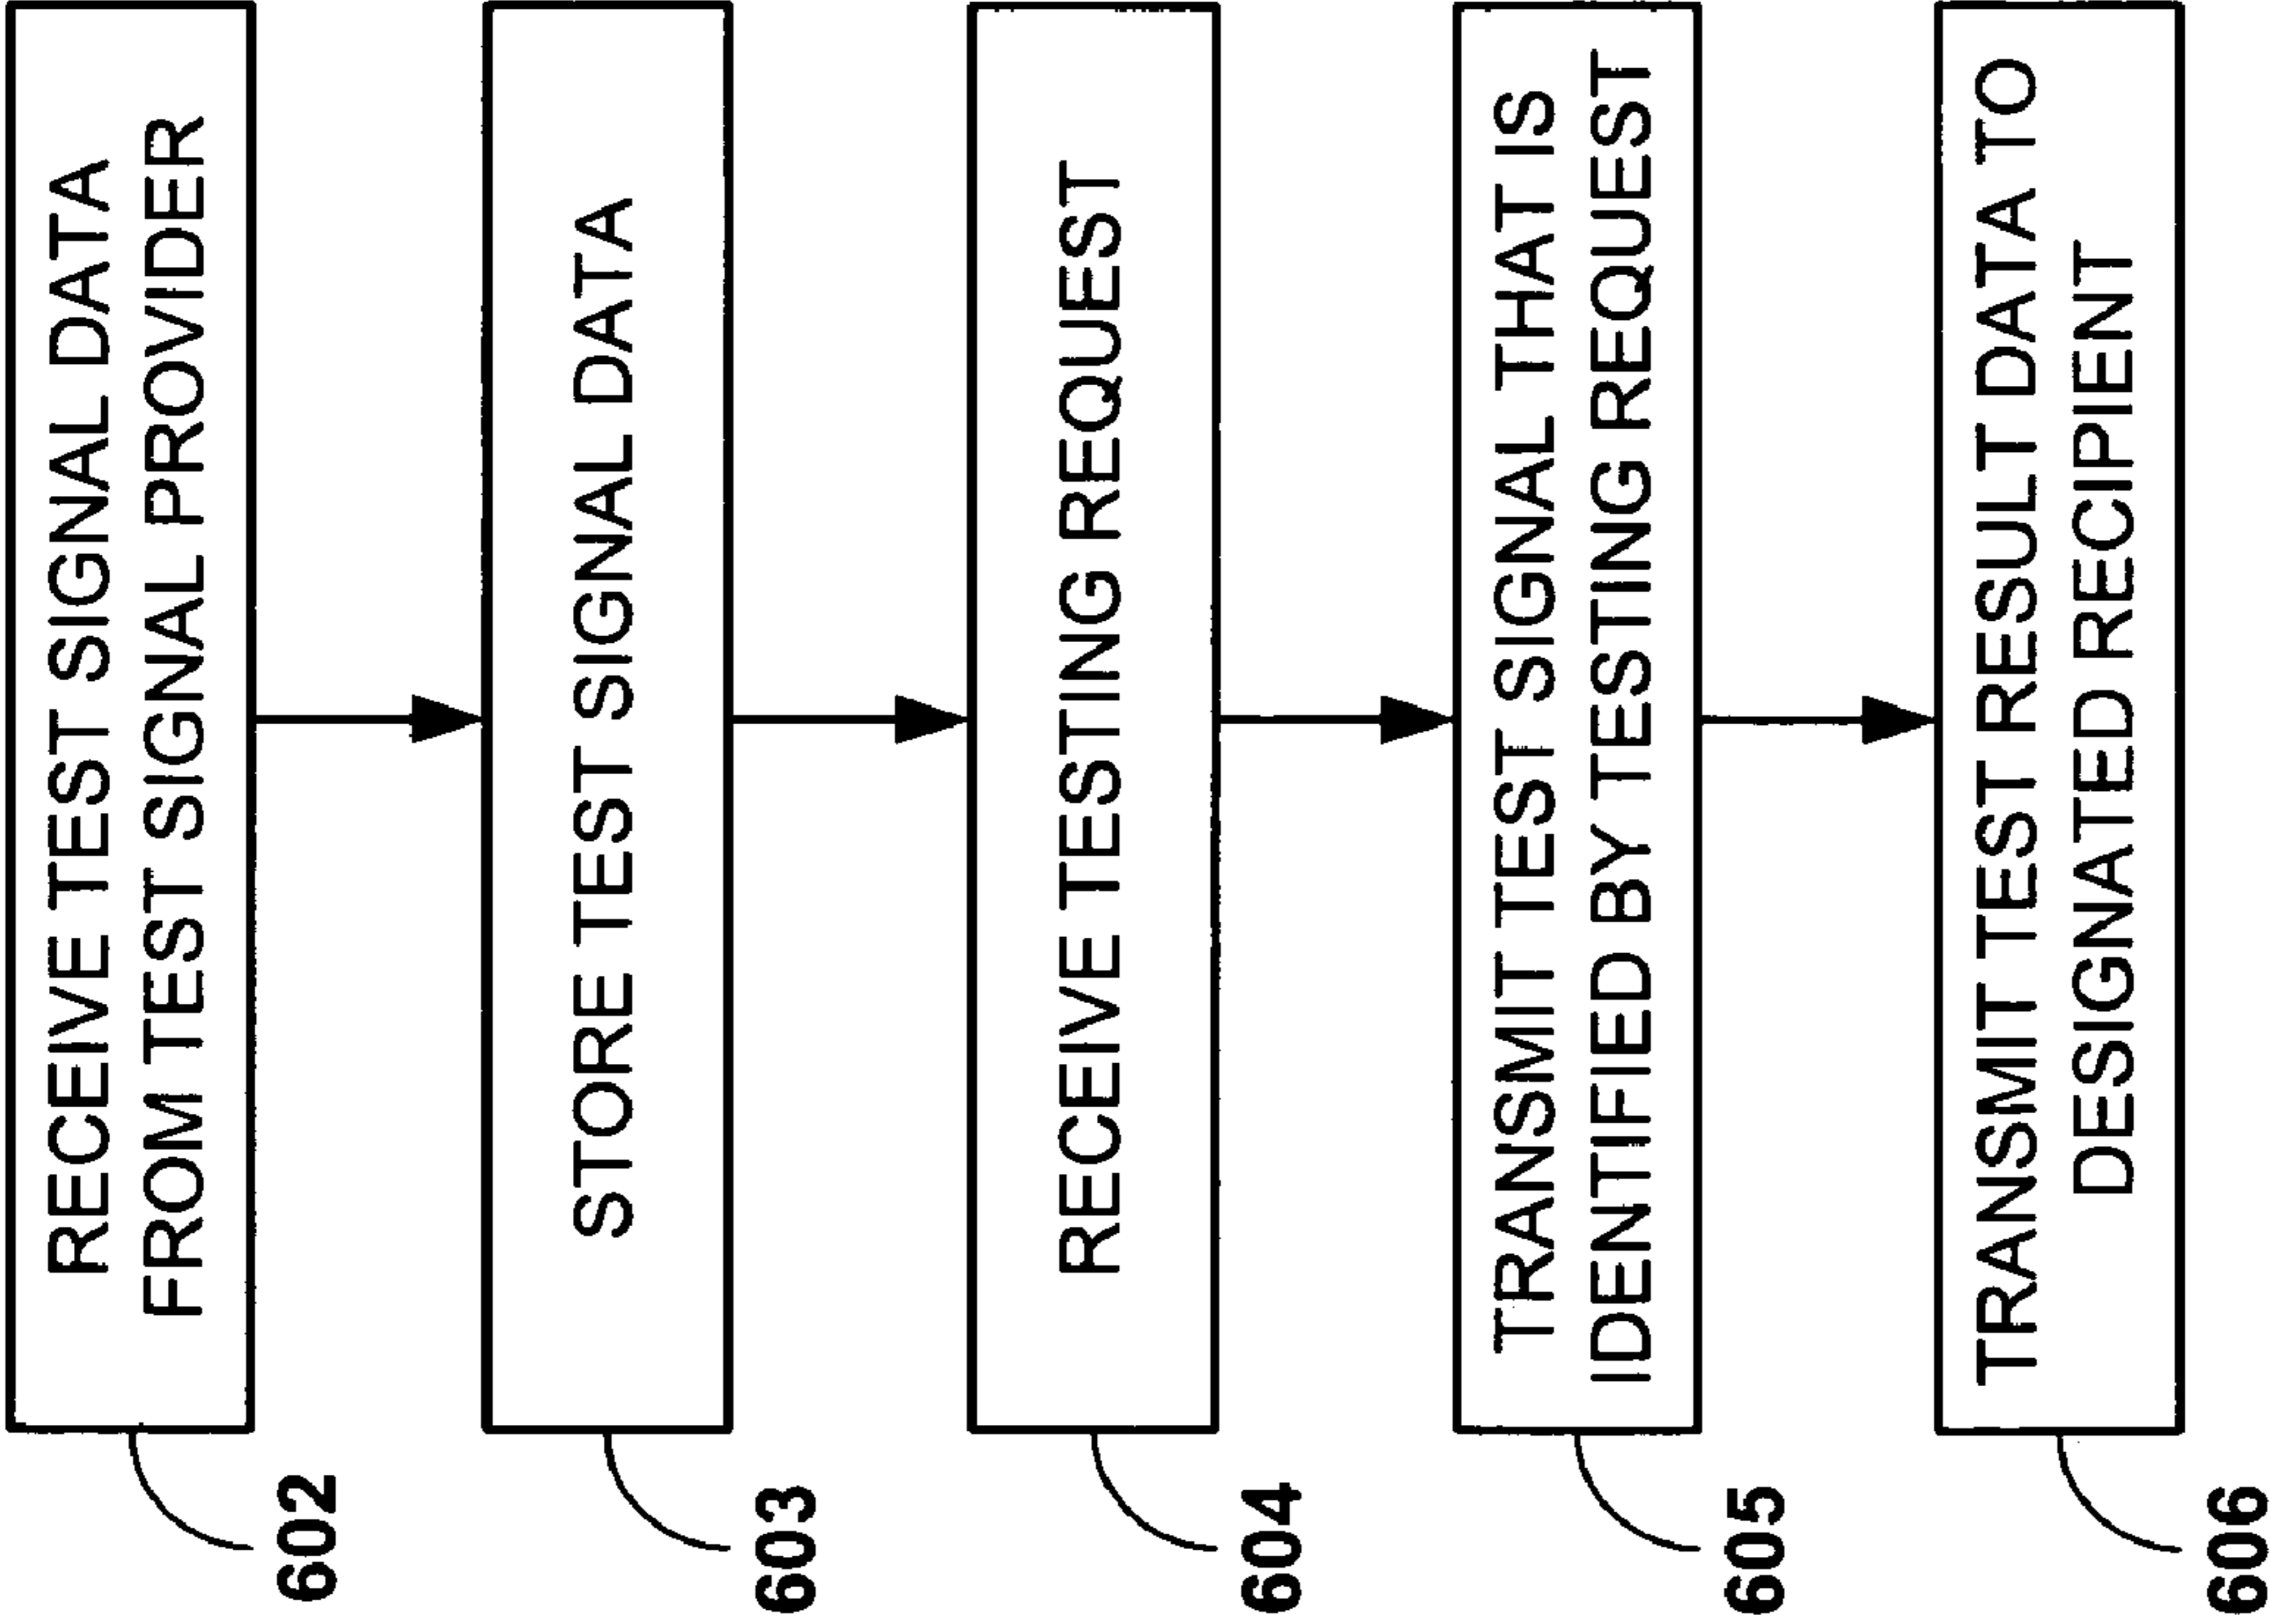 602
RECEIVE TEST SIGNAL DATA
FROM TEST SIGNAL PROVIDER
603
STORE TEST SIGNAL DATA
604
RECEIVE TESTING REQUEST
605
TRANSMIT TEST SIGNAL THAT IS
IDENTIFIED BY TESTING REQUEST
606
TRANSMIT TEST RESULT DATA TO
DESIGNATED RECIPIENT